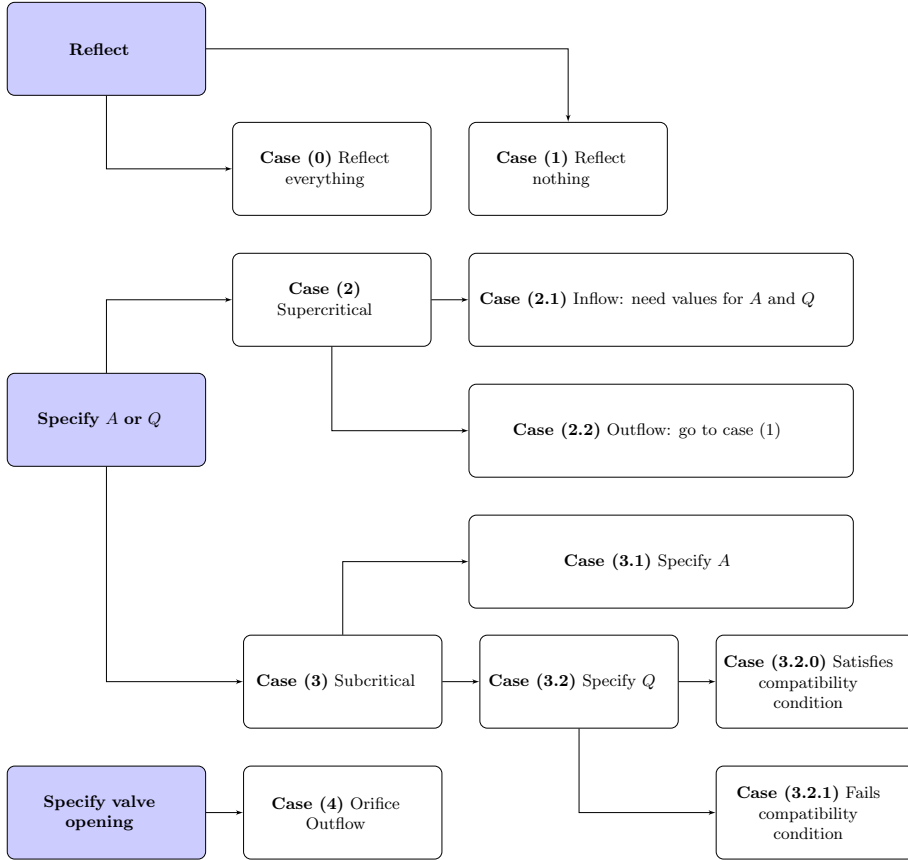 Reflect
Case (0) Reflect
everything
Case (1) Reflect
nothing
Case (2)
Supercritical
Case (2.1) Inflow: need values for A and Q
Specify A or Q
Case (2.2) Outflow: go to case (1)
Case (3.1) Specify A
Case (3) Subcritical
Case (3.2) Specify Q
Case (3.2.0) Satisfies
compatibility
condition
Specify valve
opening
Case (4) Orifice
Outflow
Case (3.2.1) Fails
compatibility
condition